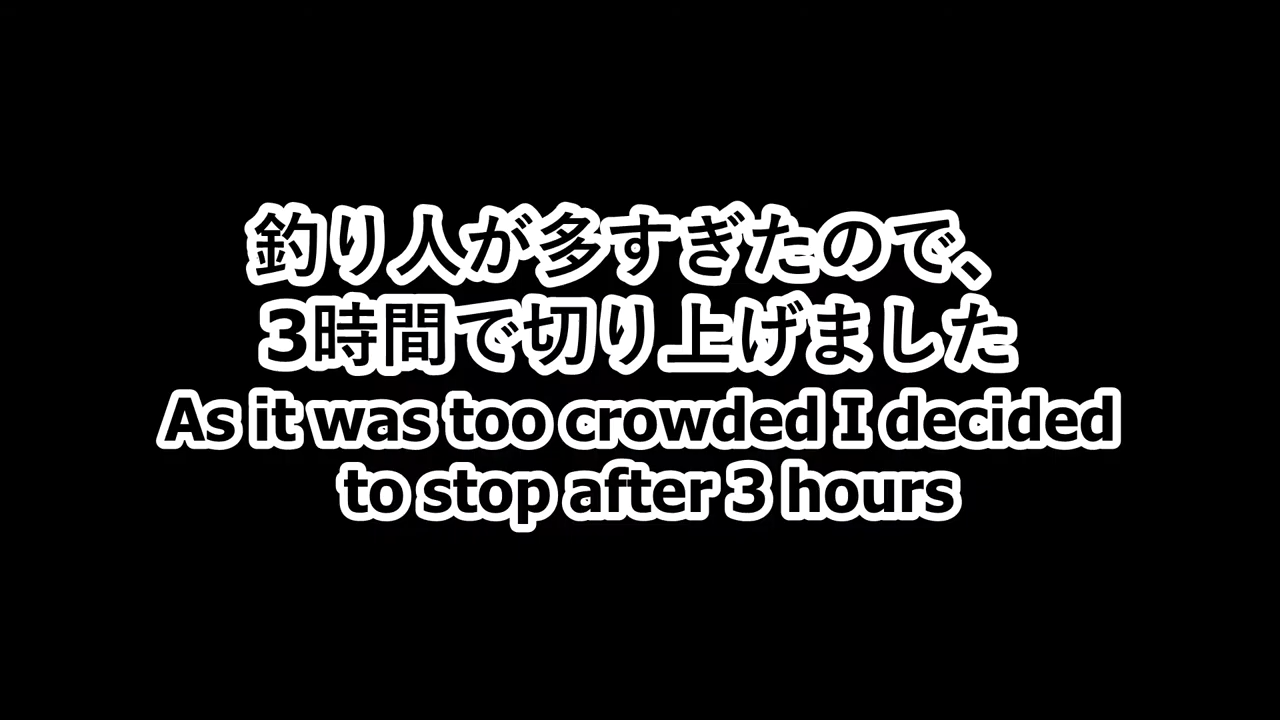 釣り人が多すぎたので、
3時間で切り上げました
As it was too crowded I decided
to stop after 3 hours